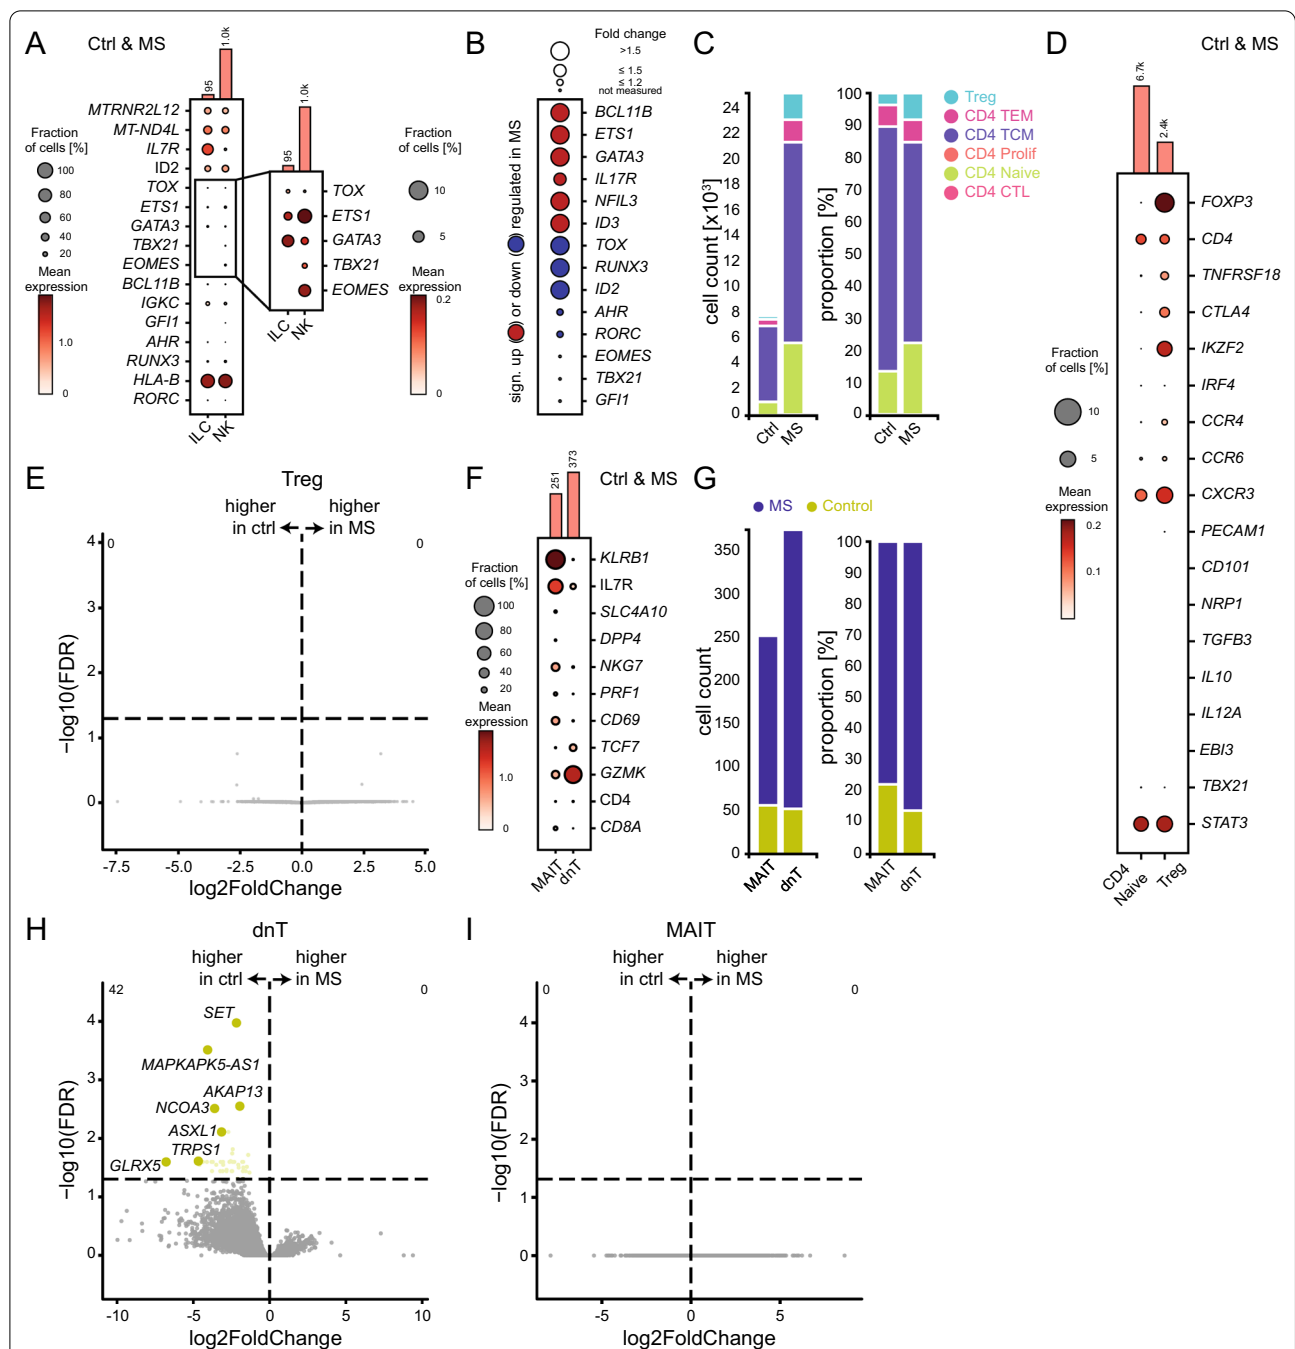 A
Ctrl & MS
95
1.0k
MTRNR2L12
MT-ND4L
IL7R
ID2
TOX
ETS1
GATA3
TBX21
EOMES
BCL11B
IGKC
GFI1
AHR
RUNX3
HLA-B
RORC
ILC
NK
Fraction
of cells [%]
100
80
60
40
20
Mean
expression
1.0
0
95
1.0k
TOX
ETS1
GATA3
TBX21
EOMES
ILC
NK
Fraction
of cells [%]
10
5
Mean
expression
0.2
0
B
Fold change
>1.5
≤ 1.5
≤ 1.2
not measured
sign. up ( ) or down ( ) regulated in MS
BCL11B
ETS1
GATA3
IL17R
NFIL3
ID3
TOX
RUNX3
ID2
AHR
RORC
EOMES
TBX21
GFI1
C
cell count [x10³]
24
22
20
18
16
14
12
10
8
6
4
2
0
Ctrl
MS
proportion [%]
100
90
80
70
60
50
40
30
20
10
0
Ctrl
MS
Treg
CD4 TEM
CD4 TCM
CD4 Prolif
CD4 Naive
CD4 CTL
D
Ctrl & MS
6.7k
2.4k
FOXP3
CD4
TNFRSF18
CTLA4
IKZF2
IRF4
CCR4
CCR6
CXCR3
PECAM1
CD101
NRP1
TGFB3
IL10
IL12A
EBI3
TBX21
STAT3
CD4
Naive
Treg
Fraction
of cells [%]
10
5
Mean
expression
0.2
0.1
E
Treg
higher
in ctrl
higher
in MS
0
0
−log10(FDR)
4
3
2
1
0
-7.5
-5.0
-2.5
0.0
2.5
5.0
log2FoldChange
F
Ctrl & MS
251
373
KLRB1
IL7R
SLC4A10
DPP4
NKG7
PRF1
CD69
TCF7
GZMK
CD4
CD8A
MAIT
dnT
Fraction
of cells [%]
100
80
60
40
20
Mean
expression
1.0
0
G
MS
Control
cell count
350
300
250
200
150
100
50
0
MAIT
dnT
proportion [%]
100
90
80
70
60
50
40
30
20
10
0
MAIT
dnT
H
dnT
higher
in ctrl
higher
in MS
42
0
SET
MAPKAPK5-AS1
AKAP13
NCOA3
ASXL1
TRPS1
GLRX5
−log10(FDR)
4
3
2
1
0
-10
-5
0
5
10
log2FoldChange
I
MAIT
higher
in ctrl
higher
in MS
0
0
−log10(FDR)
4
3
2
1
0
-5
0
5
log2FoldChange